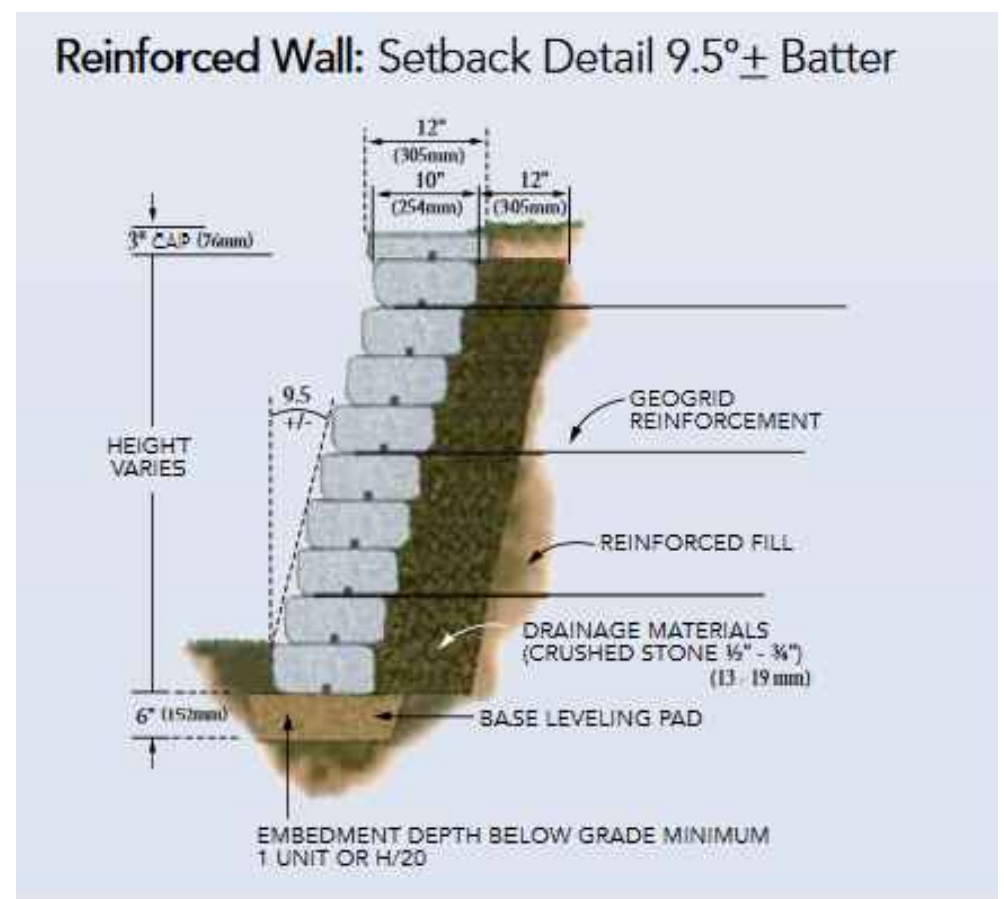 Reinforced Wall: Setback Detail 9.5°± Batter
12"
(305mm)
10"
(254mm)
12"
(305mm)
3" CAP (76mm)
9.5
+/-
HEIGHT
VARIES
GEOGRID
REINFORCEMENT
REINFORCED FILL
DRAINAGE MATERIALS
(CRUSHED STONE ½" - ¾")
(13 - 19 mm)
6" (152mm)
BASE LEVELING PAD
EMBEDMENT DEPTH BELOW GRADE MINIMUM
1 UNIT OR H/20